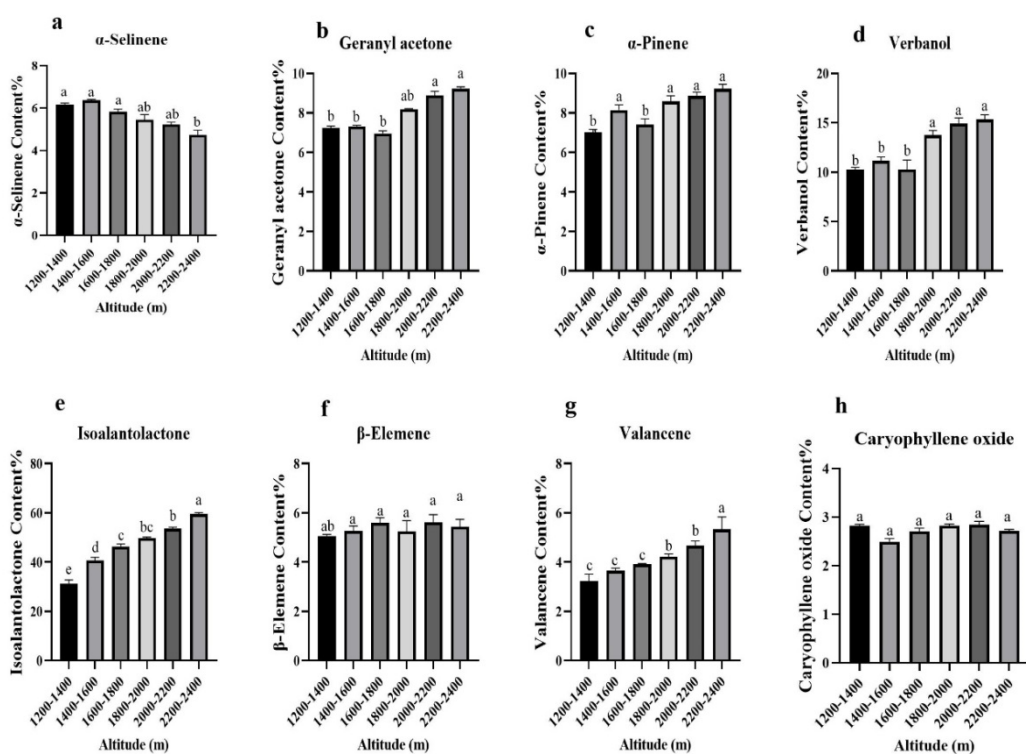 a
α-Selinene
α-Selinene Content%
8
6
4
2
0
a
a
a
ab
ab
b
1200-1400
1400-1600
1600-1800
1800-2000
2000-2200
2200-2400
Altitude (m)
b
Geranyl acetone
Geranyl acetone Content%
10
8
6
4
2
0
b
b
b
ab
a
a
1200-1400
1400-1600
1600-1800
1800-2000
2000-2200
2200-2400
Altitude (m)
c
α-Pinene
α-Pinene Content%
10
8
6
4
2
0
b
a
b
a
a
a
1200-1400
1400-1600
1600-1800
1800-2000
2000-2200
2200-2400
Altitude (m)
d
Verbanol
Verbanol Content%
20
15
10
5
0
b
b
b
a
a
a
1200-1400
1400-1600
1600-1800
1800-2000
2000-2200
2200-2400
Altitude (m)
e
Isoalantolactone
Isoalantolactone Content%
80
60
40
20
0
e
d
c
bc
b
a
1200-1400
1400-1600
1600-1800
1800-2000
2000-2200
2200-2400
Altitude (m)
f
β-Elemene
β-Elemene Content%
8
6
4
2
0
ab
a
a
a
a
a
1200-1400
1400-1600
1600-1800
1800-2000
2000-2200
2200-2400
Altitude (m)
g
Valancene
Valancene Content%
8
6
4
2
0
c
c
c
b
b
a
1200-1400
1400-1600
1600-1800
1800-2000
2000-2200
2200-2400
Altitude (m)
h
Caryophyllene oxide
Caryophyllene oxide Content%
4
3
2
1
0
a
a
a
a
a
a
1200-1400
1400-1600
1600-1800
1800-2000
2000-2200
2200-2400
Altitude (m)